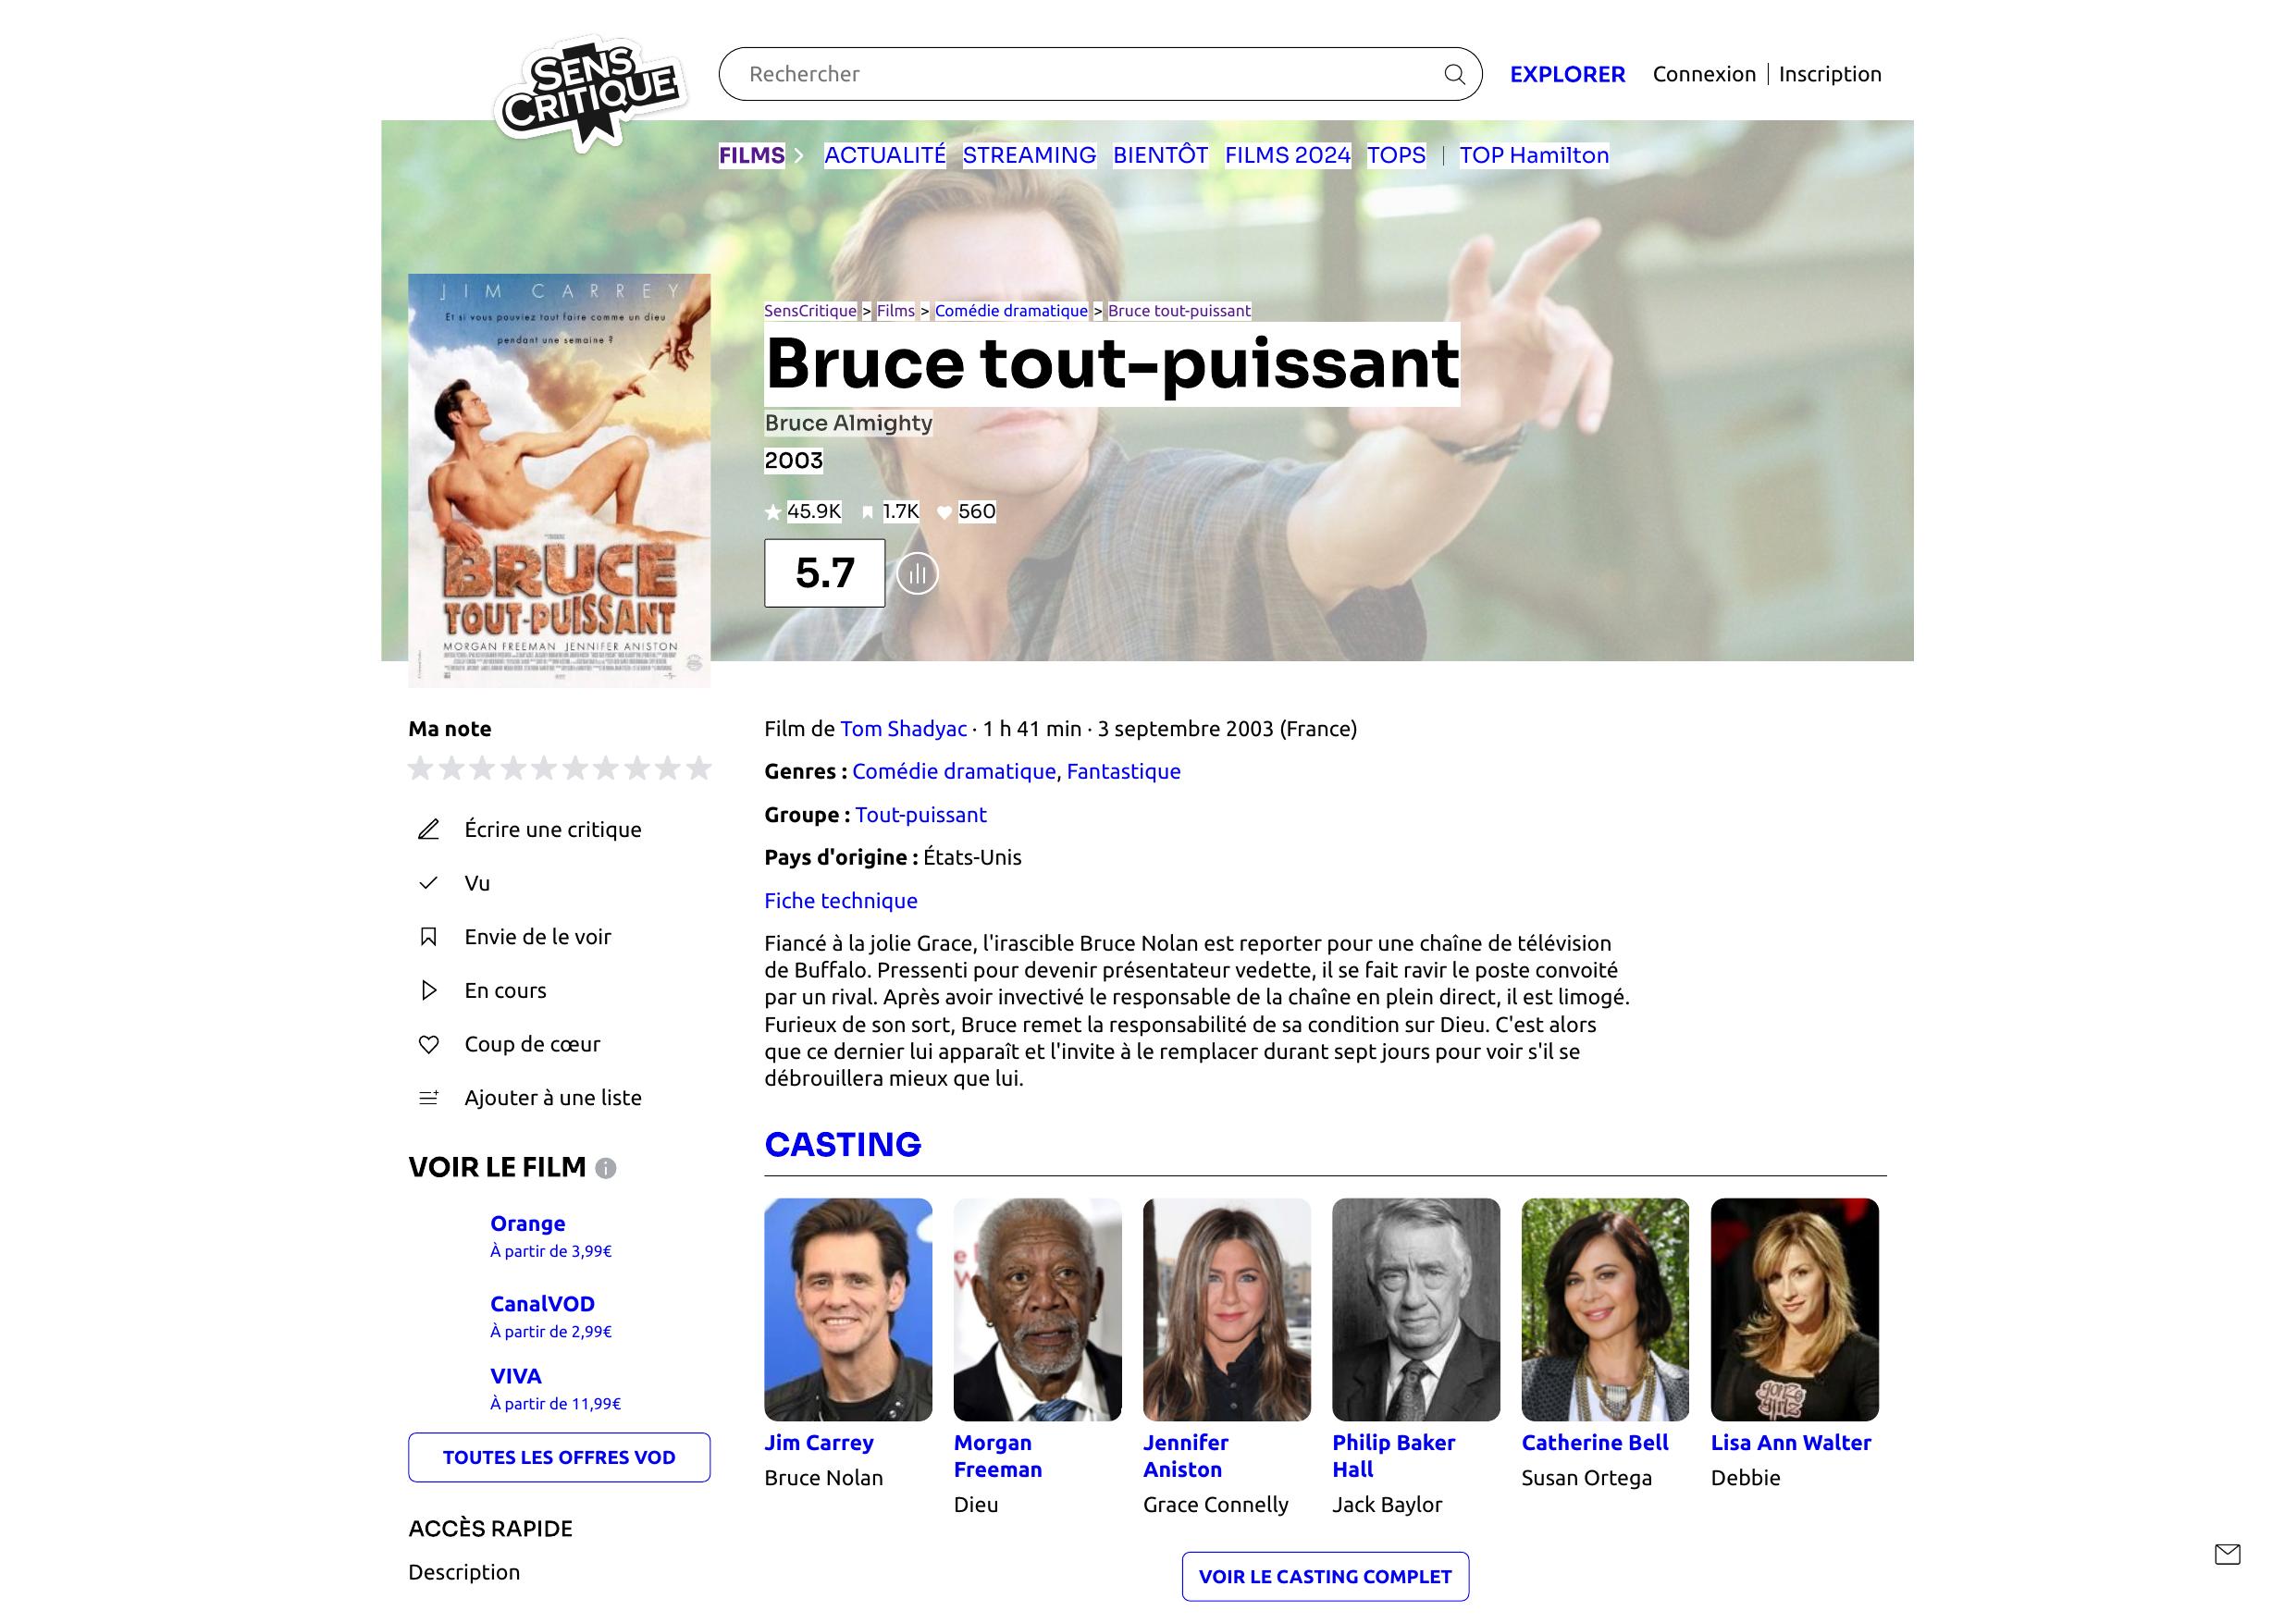 SENS
CRITIQUE
Rechercher
EXPLORER
Connexion | Inscription
FILMS
ACTUALITÉ STREAMING BIENTÔT FILMS 2024 TOPS | TOP Hamilton
JIM CARREY
Et si vous pouviez tout faire comme un dieu
pendant une semaine ?
BRUCE
TOUT-PUISSANT
MORGAN FREEMAN JENNIFER ANISTON
SensCritique > Films > Comédie dramatique > Bruce tout-puissant
Bruce tout-puissant
Bruce Almighty
2003
45.9K 1.7K 560
5.7
Ma note
Écrire une critique
Vu
Envie de le voir
En cours
Coup de cœur
Ajouter à une liste
VOIR LE FILM
Orange
À partir de 3,99€
CanalVOD
À partir de 2,99€
VIVA
À partir de 11,99€
TOUTES LES OFFRES VOD
ACCÈS RAPIDE
Description
Film de Tom Shadyac · 1 h 41 min · 3 septembre 2003 (France)
Genres : Comédie dramatique, Fantastique
Groupe : Tout-puissant
Pays d'origine : États-Unis
Fiche technique
Fiancé à la jolie Grace, l'irascible Bruce Nolan est reporter pour une chaîne de télévision
de Buffalo. Pressenti pour devenir présentateur vedette, il se fait ravir le poste convoité
par un rival. Après avoir invectivé le responsable de la chaîne en plein direct, il est limogé.
Furieux de son sort, Bruce remet la responsabilité de sa condition sur Dieu. C'est alors
que ce dernier lui apparaît et l'invite à le remplacer durant sept jours pour voir s'il se
débrouillera mieux que lui.
CASTING
Jim Carrey
Bruce Nolan
Morgan
Freeman
Dieu
Jennifer
Aniston
Grace Connelly
Philip Baker
Hall
Jack Baylor
Catherine Bell
Susan Ortega
gonzo
girlz
Lisa Ann Walter
Debbie
VOIR LE CASTING COMPLET